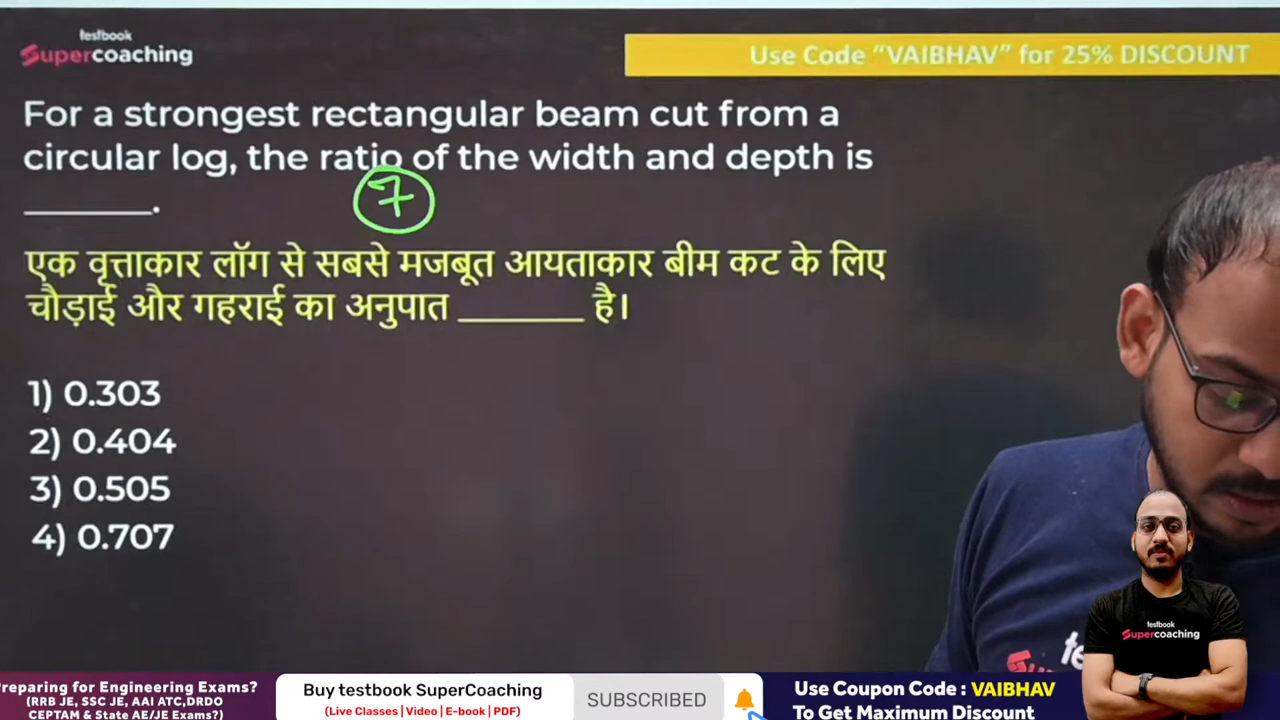 testbook
Supercoaching
Use Code “VAIBHAV” for 25% DISCOUNT
For a strongest rectangular beam cut from a
circular log, the ratio of the width and depth is
_______.
7
एक वृत्ताकार लॉग से सबसे मजबूत आयताकार बीम कट के लिए
चौड़ाई और गहराई का अनुपात _______ है।
1) 0.303
2) 0.404
3) 0.505
4) 0.707
testbook
Supercoaching
Preparing for Engineering Exams?
(RRB JE, SSC JE, AAI ATC,DRDO
CEPTAM & State AE/JE Exams?)
Buy testbook SuperCoaching
(Live Classes | Video | E-book | PDF)
SUBSCRIBED
Use Coupon Code : VAIBHAV
To Get Maximum Discount